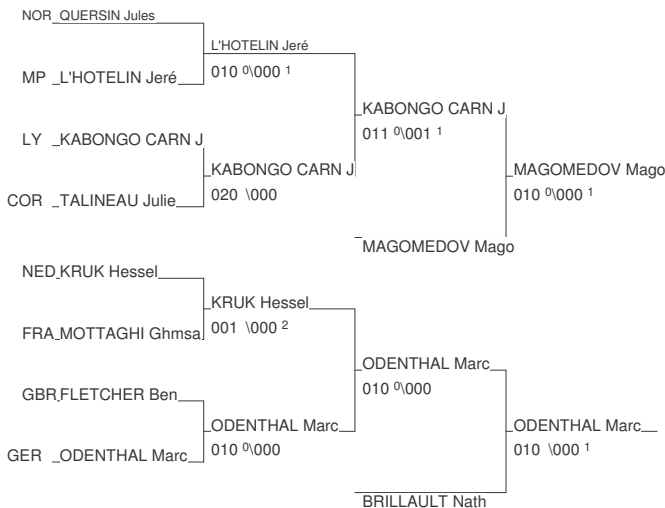 NOR QUERSIN Jules
L'HOTELIN Jeré
010 0\000 1
MP L'HOTELIN Jeré
KABONGO CARN J
011 0\001 1
LY KABONGO CARN J
KABONGO CARN J
020 \000
MAGOMEDOV Mago
010 0\000 1
COR TALINEAU Julie
MAGOMEDOV Mago
NED KRUK Hessel
KRUK Hessel
001 \000 2
FRA MOTTAGHI Ghmsa
ODENTHAL Marc
010 0\000
GBR FLETCHER Ben
ODENTHAL Marc
010 0\000
ODENTHAL Marc
010 \000 1
GER ODENTHAL Marc
BRILLAULT Nath